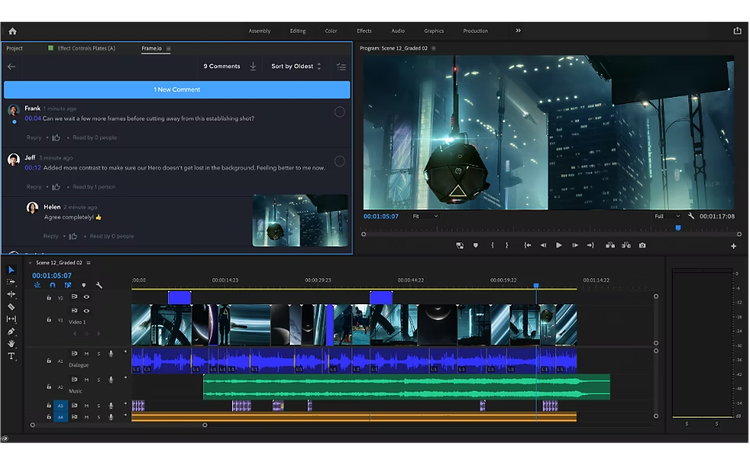 Assembly Editing Color Effects Audio Graphics Production »
Project Effect Controls Plates [A] Frame.io ≡
Program: Scene 12_Graded 02 ≡
9 Comments Sort by Oldest
1 New Comment
Frank 1 minute ago
00:04 Can we wait a few more frames before cutting away from this establishing shot?
Reply · Read by 0 people
Jeff 3 minute ago
00:12 Added more contrast to make sure our Hero doesn't get lost in the background. Feeling better to me now.
Reply · Read by 1 person
Helen 2 minute ago
Agree completely! 👍
Reply · Read by 0 people
00:01:05:07 Fit Full 00:01:17:08
× Scene 12_Graded 02 ≡
00:01:05:07
:00:00 00:00:14:23 00:00:29:23 00:00:44:22 00:00:59:22 00:01:14:22
V2
V1
Video 1
A1 M S
Dialogue
M S
Music
A3 M S
A4 M S
S S